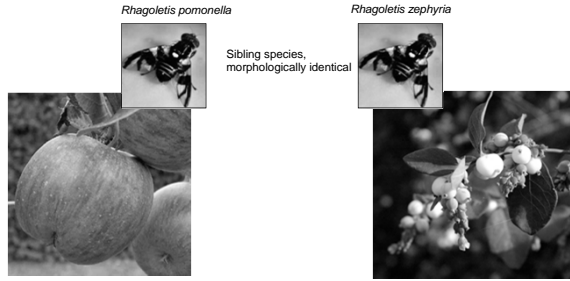 Rhagoletis pomonella
Rhagoletis zephyria
Sibling species,
morphologically identical